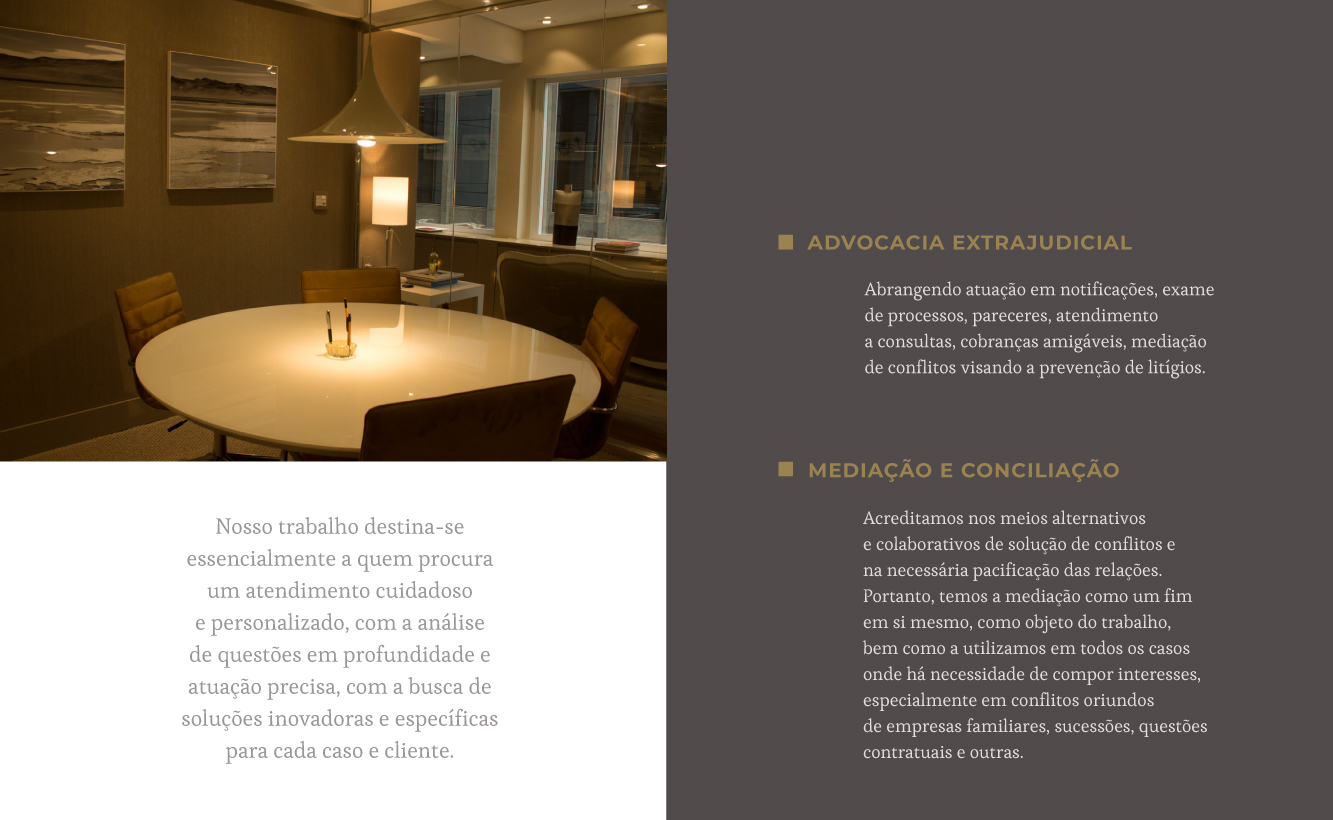 Nosso trabalho destina-se
essencialmente a quem procura
um atendimento cuidadoso
e personalizado, com a análise
de questões em profundidade e
atuação precisa, com a busca de
soluções inovadoras e específicas
para cada caso e cliente.
ADVOCACIA EXTRAJUDICIAL
Abrangendo atuação em notificações, exame
de processos, pareceres, atendimento
a consultas, cobranças amigáveis, mediação
de conflitos visando a prevenção de litígios.
MEDIAÇÃO E CONCILIAÇÃO
Acreditamos nos meios alternativos
e colaborativos de solução de conflitos e
na necessária pacificação das relações.
Portanto, temos a mediação como um fim
em si mesmo, como objeto do trabalho,
bem como a utilizamos em todos os casos
onde há necessidade de compor interesses,
especialmente em conflitos oriundos
de empresas familiares, sucessões, questões
contratuais e outras.